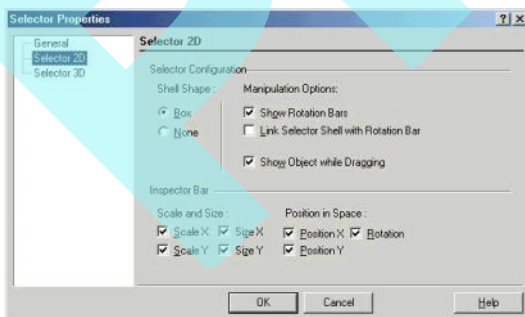 Selector Properties
General
Selector 2D
Selector 3D
Selector 2D
Selector Configuration
Shell Shape :
Box
None
Manipulation Options:
Show Rotation Bars
Link Selector Shell with Rotation Bar
Show Object while Dragging
Inspector Bar
Scale and Size :
Position in Space :
Scale X Size X Position X Rotation
Scale Y Size Y Position Y
OK Cancel Help